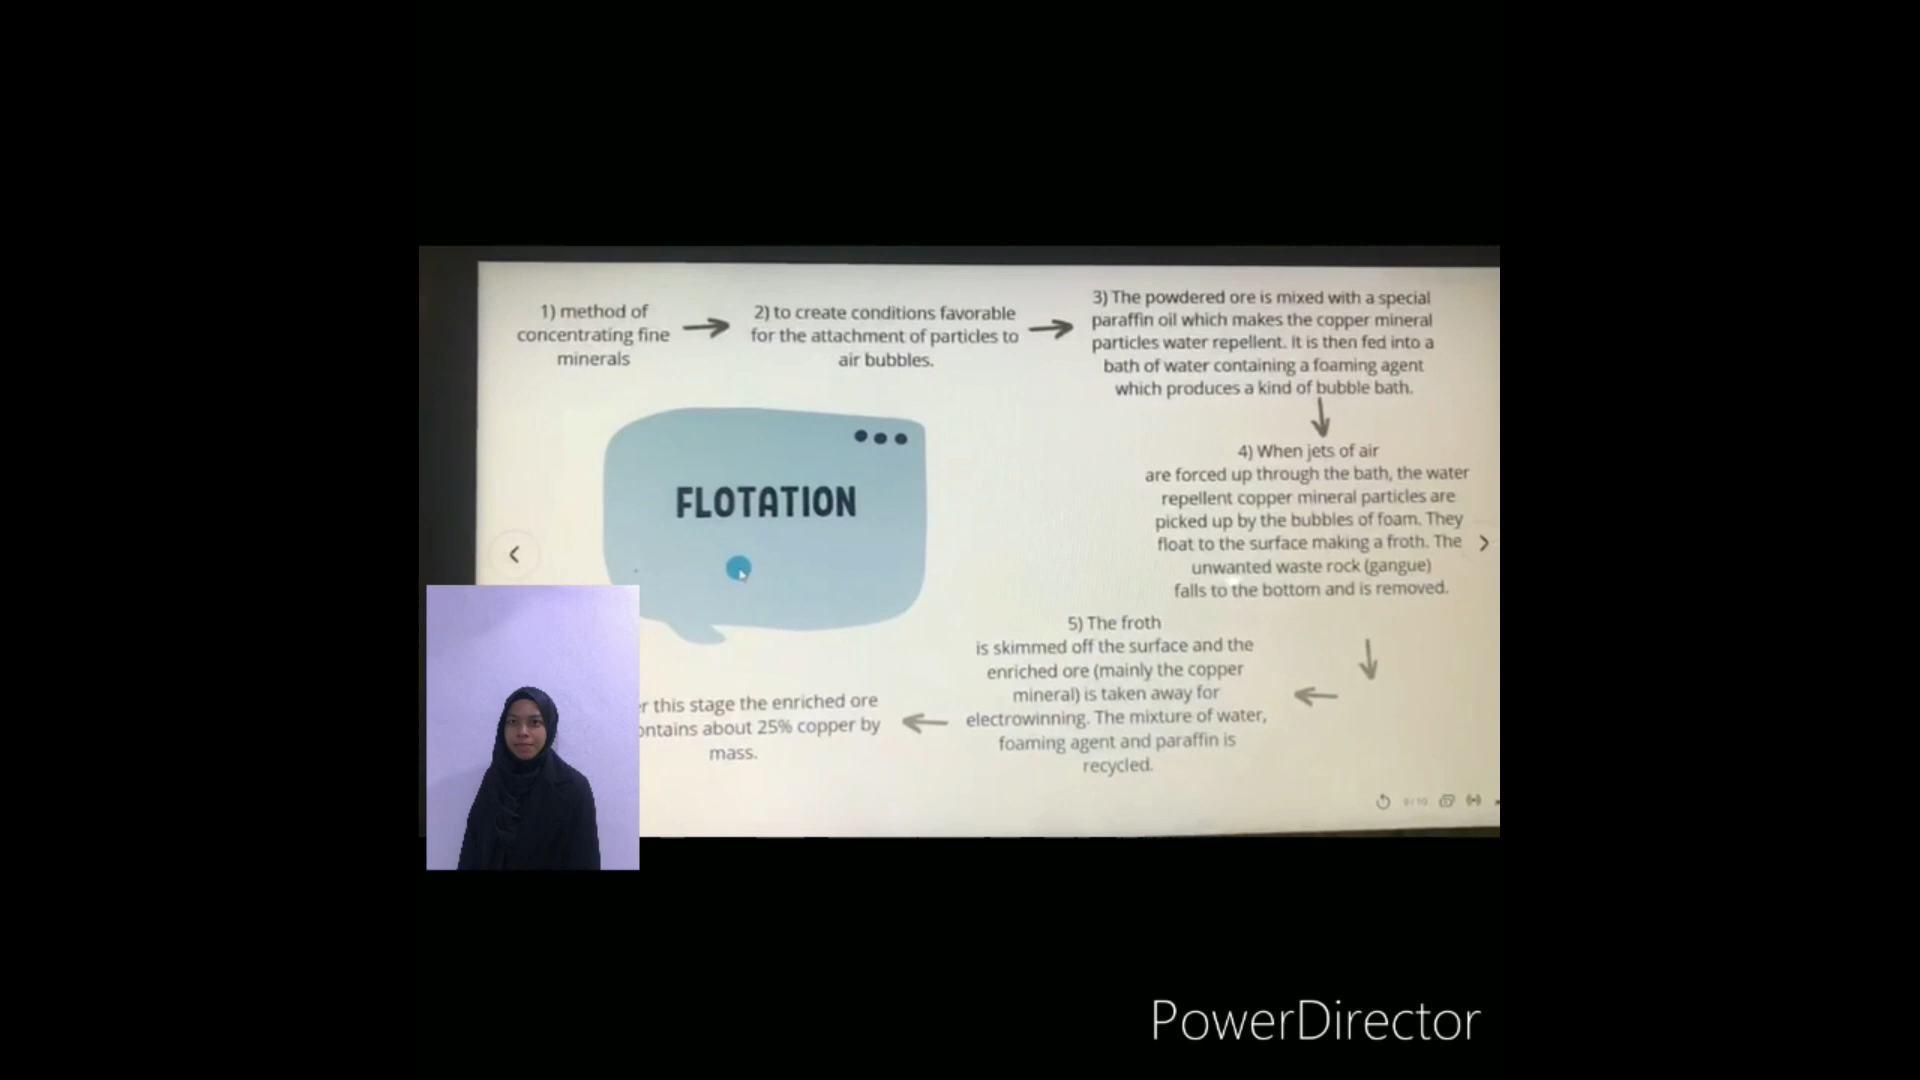 1) method of
concentrating fine
minerals
2) to create conditions favorable
for the attachment of particles to
air bubbles.
3) The powdered ore is mixed with a special
paraffin oil which makes the copper mineral
particles water repellent. It is then fed into a
bath of water containing a foaming agent
which produces a kind of bubble bath.
FLOTATION
4) When jets of air
are forced up through the bath, the water
repellent copper mineral particles are
picked up by the bubbles of foam. They
float to the surface making a froth. The
unwanted waste rock (gangue)
falls to the bottom and is removed.
5) The froth
is skimmed off the surface and the
enriched ore (mainly the copper
mineral) is taken away for
electrowinning. The mixture of water,
foaming agent and paraffin is
recycled.
this stage the enriched ore
about 25% copper by
mass.
PowerDirector